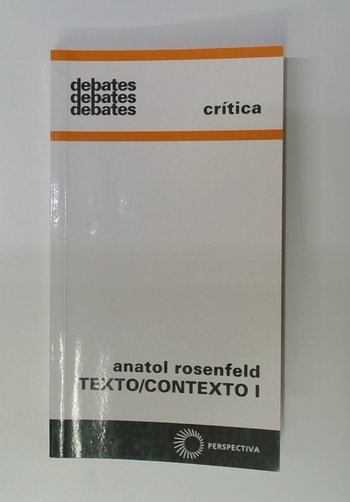 debates
debates
debates
crítica
anatol rosenfeld
TEXTO/CONTEXTO I
PERSPECTIVA